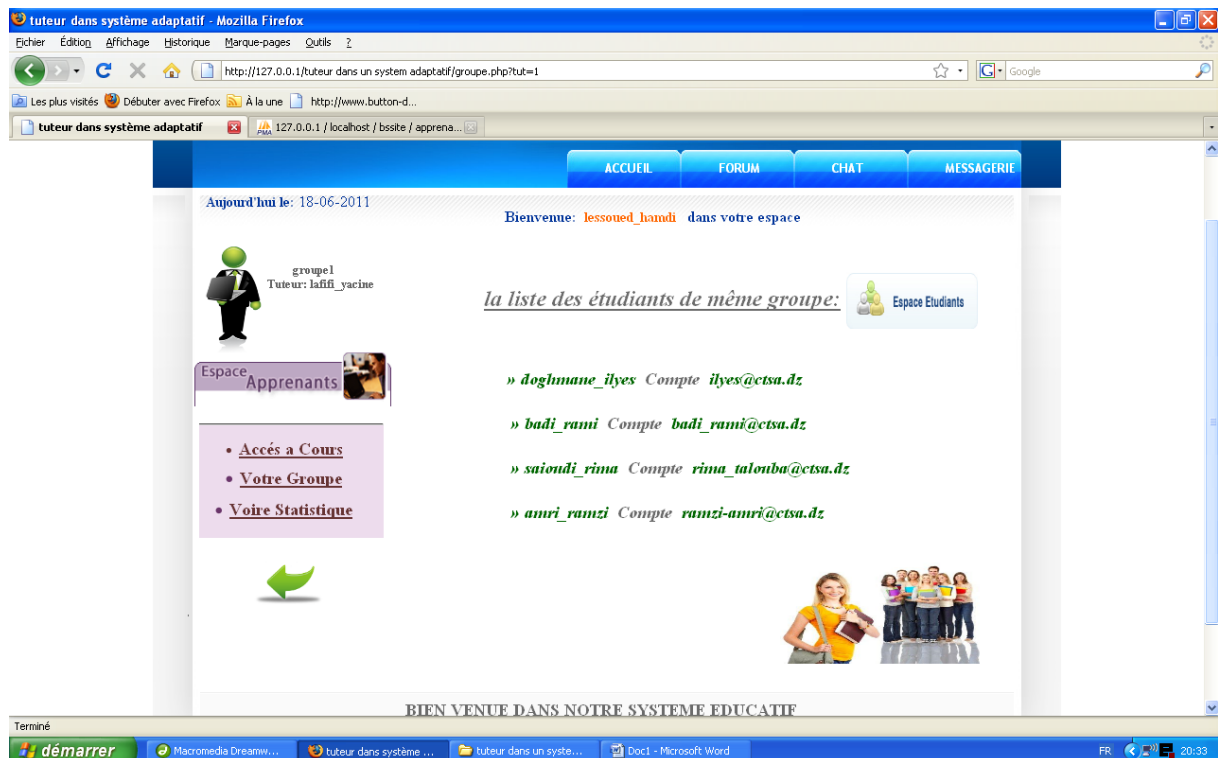 tuteur dans système adaptatif - Mozilla Firefox
Fichier Édition Affichage Historique Marque-pages Outils ?
http://127.0.0.1/tuteur dans un system adaptatif/groupe.php?tut=1
Google
Les plus visités Débuter avec Firefox À la une http://www.button-d...
tuteur dans système adaptatif PMA 127.0.0.1 / localhost / bssite / apprena...
ACCUEIL FORUM CHAT MESSAGERIE
Aujourd'hui le: 18-06-2011
Bienvenue: lessoued_hamdi dans votre espace
groupe1
Tuteur: lafifi_yacine
la liste des étudiants de même groupe:
Espace Etudiants
Espace
Apprenants
» doghmane_ilyes Compte ilyes@ctsa.dz
» badi_rami Compte badi_rami@ctsa.dz
» saioudi_rima Compte rima_talouba@ctsa.dz
» amri_ramzi Compte ramzi-amri@ctsa.dz
• Accés a Cours
• Votre Groupe
• Voire Statistique
BIEN VENUE DANS NOTRE SYSTEME EDUCATIF
Terminé
démarrer Macromedia Dreamw... tuteur dans système ... tuteur dans un syste... Doc1 - Microsoft Word FR 20:33